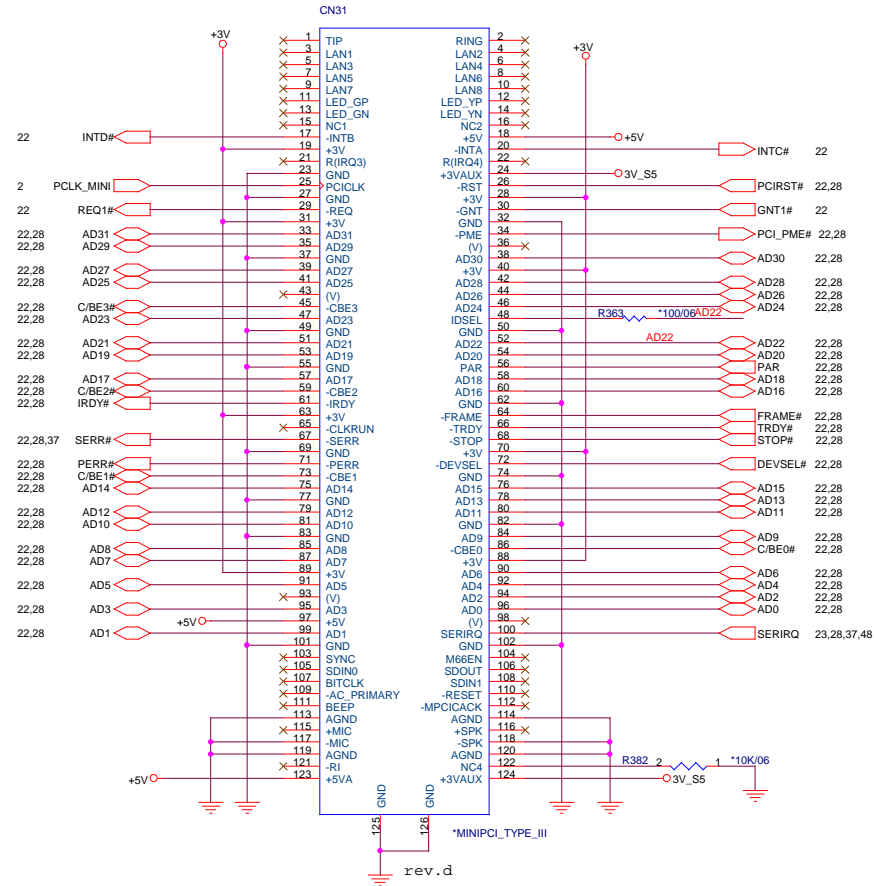 CN31
+3V
+3V
1 TIP RING 2
3 LAN1 LAN2 4
5 LAN3 LAN4 6
7 LAN5 LAN6 8
9 LAN7 LAN8 10
11 LED_GP LED_YP 12
13 LED_GN LED_YN 14
15 NC1 NC2 16
22 INTD# 17 -INTB +5V 18 +5V
19 +3V -INTA 20 INTC# 22
21 R(IRQ3) R(IRQ4) 22
23 GND +3VAUX 24 3V_S5
2 PCLK_MINI 25 PCICLK -RST 26 PCIRST# 22,28
27 GND +3V 28
22 REQ1# 29 -REQ -GNT 30 GNT1# 22
31 +3V GND 32
22,28 AD31 33 AD31 -PME 34 PCI_PME# 22,28
22,28 AD29 35 AD29 (V) 36
37 GND AD30 38 AD30 22,28
22,28 AD27 39 AD27 +3V 40
22,28 AD25 41 AD25 AD28 42 AD28 22,28
43 (V) AD26 44 AD26 22,28
22,28 C/BE3# 45 -CBE3 AD24 46 AD24 22,28
22,28 AD23 47 AD23 IDSEL 48 R363 *100/06 AD22
49 GND GND 50
22,28 AD21 51 AD21 AD22 52 AD22 AD22 22,28
22,28 AD19 53 AD19 AD20 54 AD20 22,28
55 GND PAR 56 PAR 22,28
22,28 AD17 57 AD17 AD18 58 AD18 22,28
22,28 C/BE2# 59 -CBE2 AD16 60 AD16 22,28
22,28 IRDY# 61 -IRDY GND 62
63 +3V -FRAME 64 FRAME# 22,28
65 -CLKRUN -TRDY 66 TRDY# 22,28
22,28,37 SERR# 67 -SERR -STOP 68 STOP# 22,28
69 GND +3V 70
22,28 PERR# 71 -PERR -DEVSEL 72 DEVSEL# 22,28
22,28 C/BE1# 73 -CBE1 GND 74
22,28 AD14 75 AD14 AD15 76 AD15 22,28
77 GND AD13 78 AD13 22,28
22,28 AD12 79 AD12 AD11 80 AD11 22,28
22,28 AD10 81 AD10 GND 82
83 GND AD9 84 AD9 22,28
22,28 AD8 85 AD8 -CBE0 86 C/BE0# 22,28
22,28 AD7 87 AD7 +3V 88
89 +3V AD6 90 AD6 22,28
22,28 AD5 91 AD5 AD4 92 AD4 22,28
93 (V) AD2 94 AD2 22,28
22,28 AD3 95 AD3 AD0 96 AD0 22,28
+5V 97 +5V (V) 98
22,28 AD1 99 AD1 SERIRQ 100 SERIRQ 23,28,37,48
101 GND GND 102
103 SYNC M66EN 104
105 SDIN0 SDOUT 106
107 BITCLK SDIN1 108
109 -AC_PRIMARY -RESET 110
111 BEEP -MPCICACK 112
113 AGND AGND 114
115 +MIC +SPK 116
117 -MIC -SPK 118
119 AGND AGND 120
121 -RI NC4 122 R382 2 1 *10K/06
+5V 123 +5VA +3VAUX 124 3V_S5
GND GND
125 126
*MINIPCI_TYPE_III
rev.d